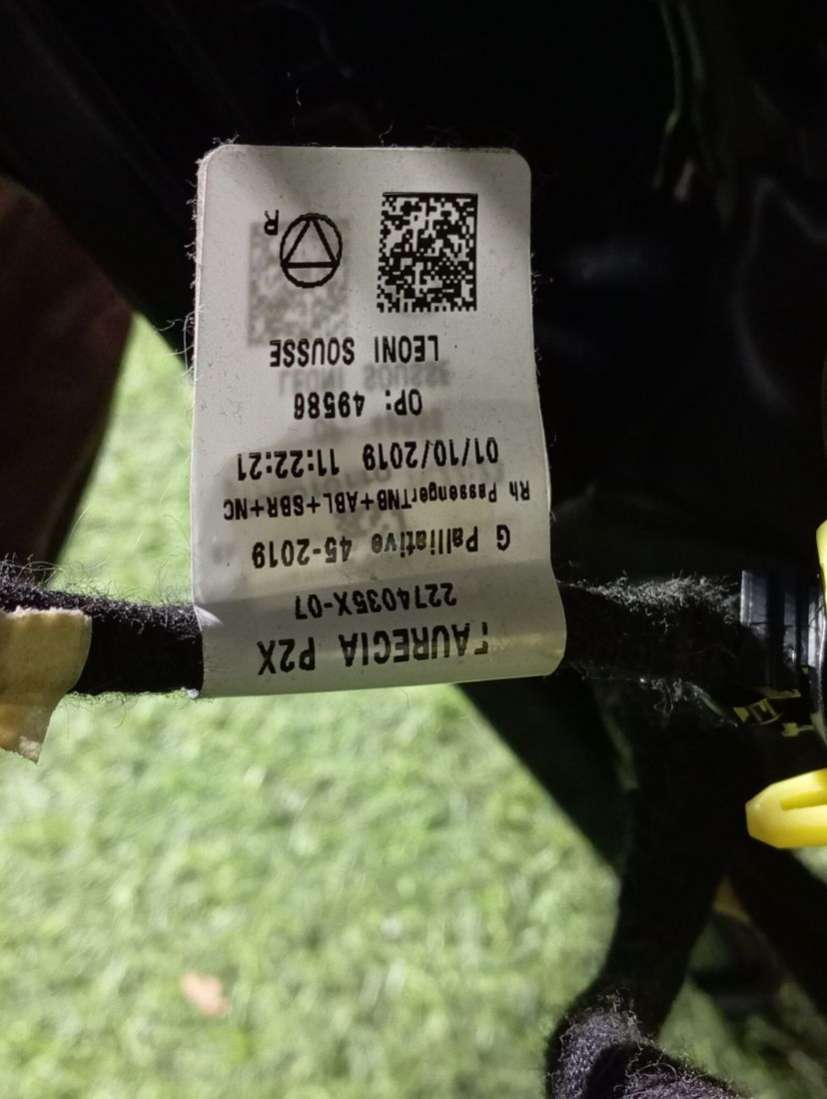 FAURECIA P2X
2274035X-07
G Palliative 45-2019
Rh PassengerTNB+ABL+SBR+NC
01/10/2019 11:22:21
OP: 49586
LEONI SOUSSE
R